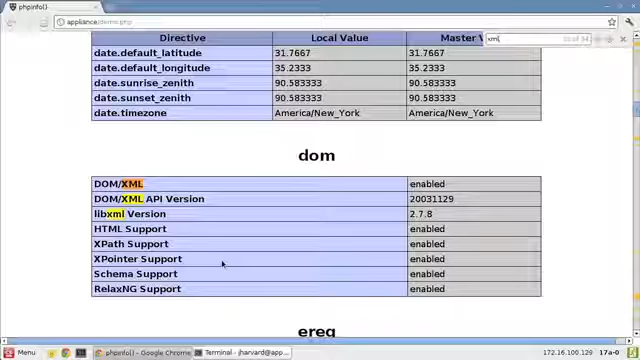 phpinfo()
appliance/demo.php
xml
Directive Local Value Master V
date.default_latitude 31.7667 31.7667
date.default_longitude 35.2333 35.2333
date.sunrise_zenith 90.583333 90.583333
date.sunset_zenith 90.583333 90.583333
date.timezone America/New_York America/New_York
dom
DOM/XML enabled
DOM/XML API Version 20031129
libxml Version 2.7.8
HTML Support enabled
XPath Support enabled
XPointer Support enabled
Schema Support enabled
RelaxNG Support enabled
ereg
Menu phpinfo() - Google Chrome Terminal - jharvard@app... 172.16.100.129 17a-0